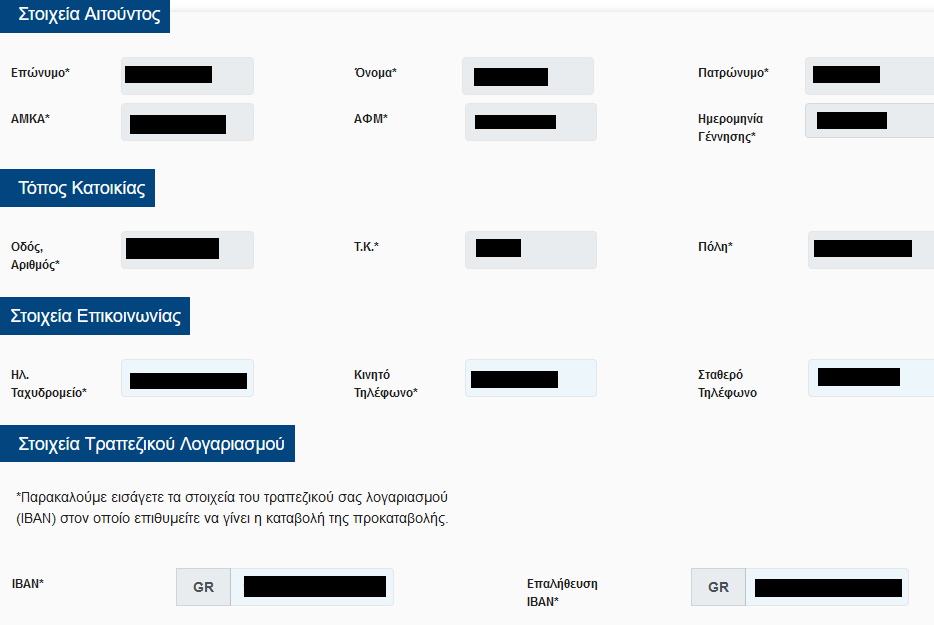 Στοιχεία Αιτούντος
Επώνυμο*
Όνομα*
Πατρώνυμο*
ΑΜΚΑ*
ΑΦΜ*
Ημερομηνία
Γέννησης*
Τόπος Κατοικίας
Οδός,
Αριθμός*
Τ.Κ.*
Πόλη*
Στοιχεία Επικοινωνίας
Ηλ.
Ταχυδρομείο*
Κινητό
Τηλέφωνο*
Σταθερό
Τηλέφωνο
Στοιχεία Τραπεζικού Λογαριασμού
*Παρακαλούμε εισάγετε τα στοιχεία του τραπεζικού σας λογαριασμού
(IBAN) στον οποίο επιθυμείτε να γίνει η καταβολή της προκαταβολής.
IBAN*
GR
Επαλήθευση
IBAN*
GR